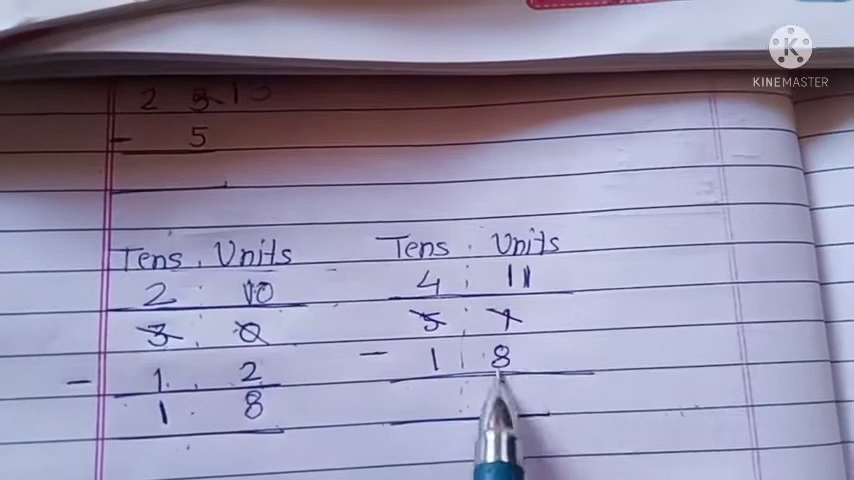 K
KINEMASTER
2 3 13
- 5
Tens Units
2 10
3 0
- 1 2
1 8
Tens Units
4 11
5 1
- 1 8